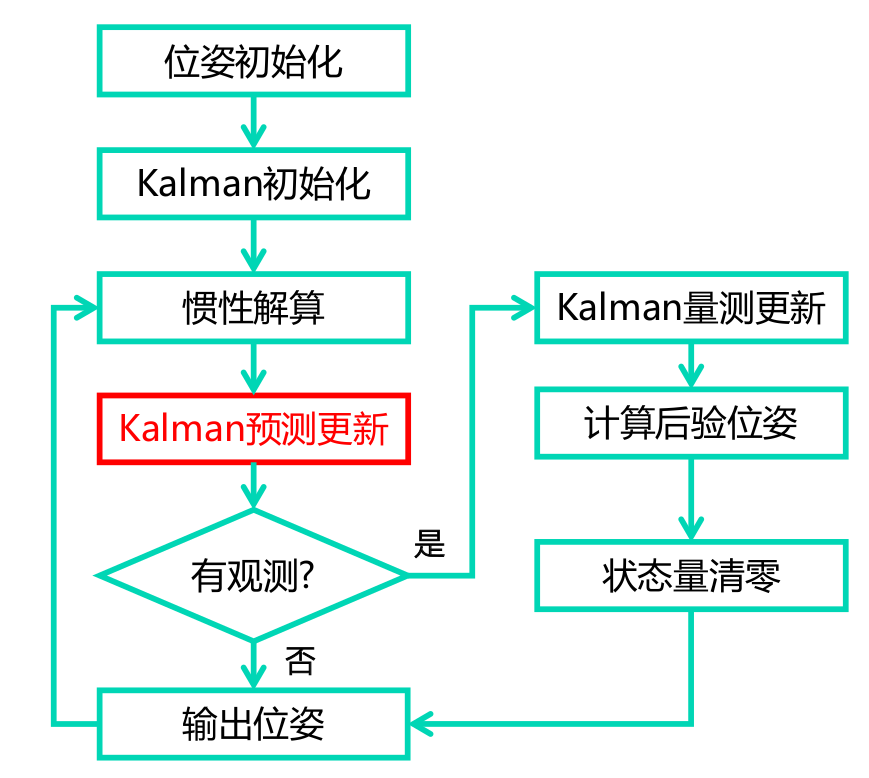 位姿初始化
Kalman初始化
惯性解算
Kalman预测更新
有观测?
是
否
输出位姿
Kalman量测更新
计算后验位姿
状态量清零